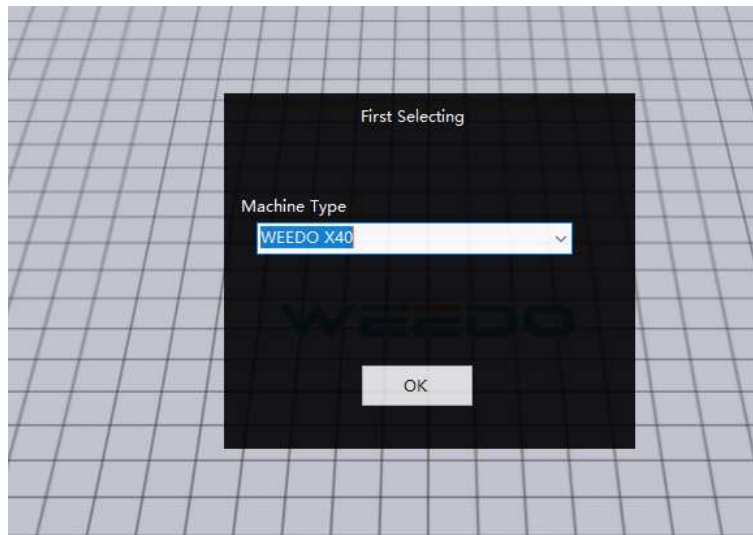 First Selecting
Machine Type
WEEDO X40
WEEDO
OK